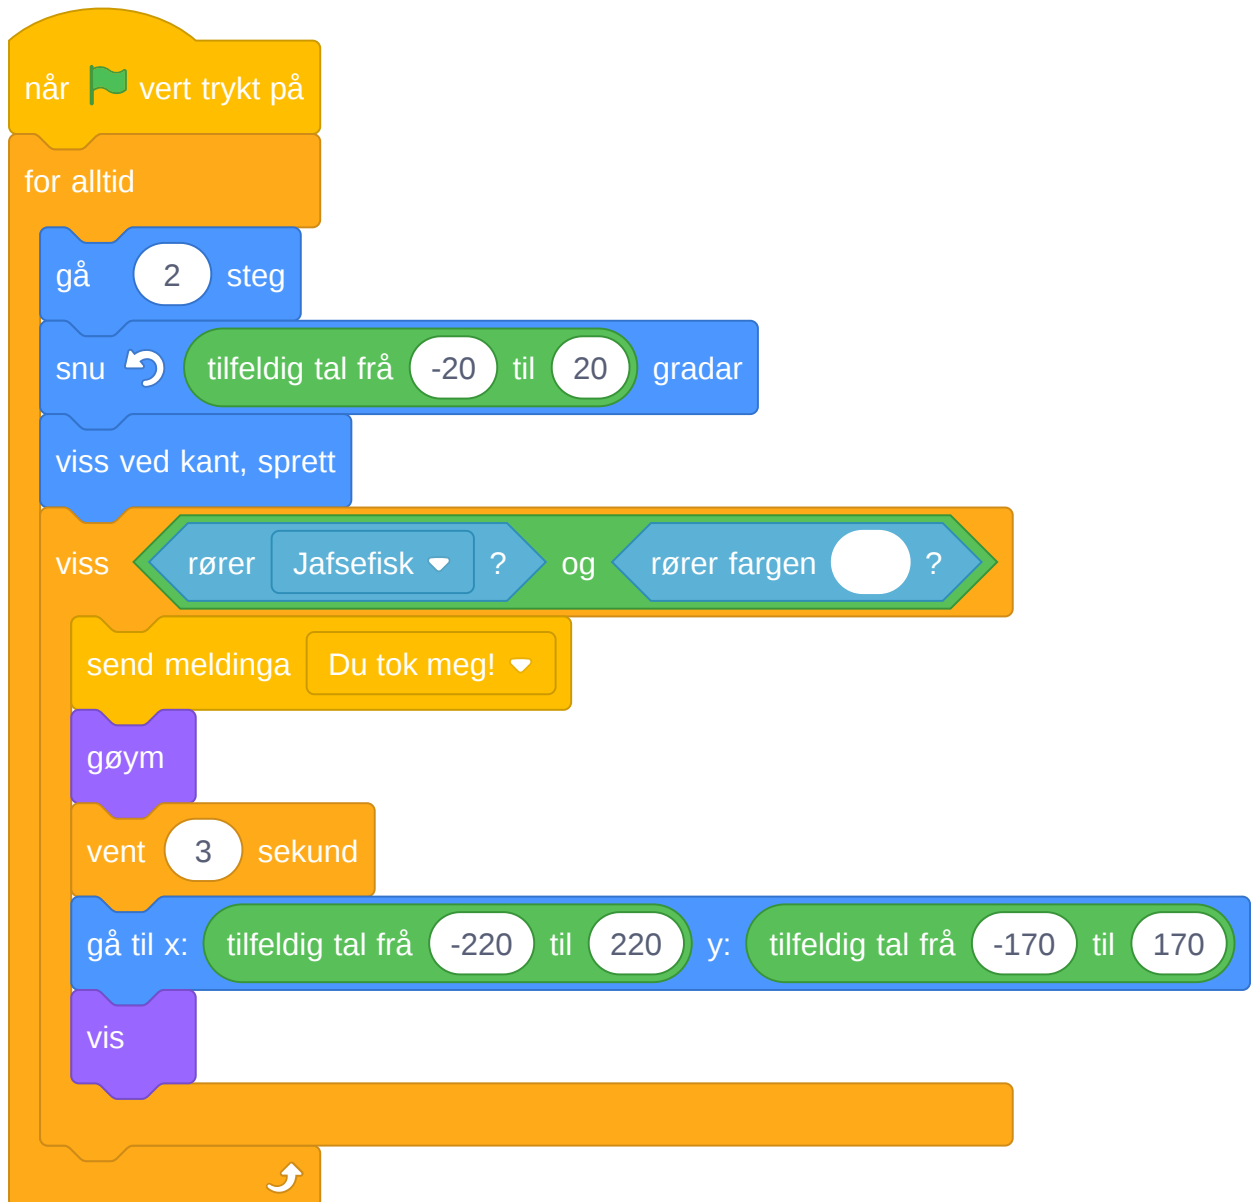 når vert trykt på
for alltid
gå 2 steg
snu tilfeldig tal frå -20 til 20 gradar
viss ved kant, sprett
viss rører Jafsefisk ? og rører fargen ?
send meldinga Du tok meg!
gøym
vent 3 sekund
gå til x: tilfeldig tal frå -220 til 220 y: tilfeldig tal frå -170 til 170
vis